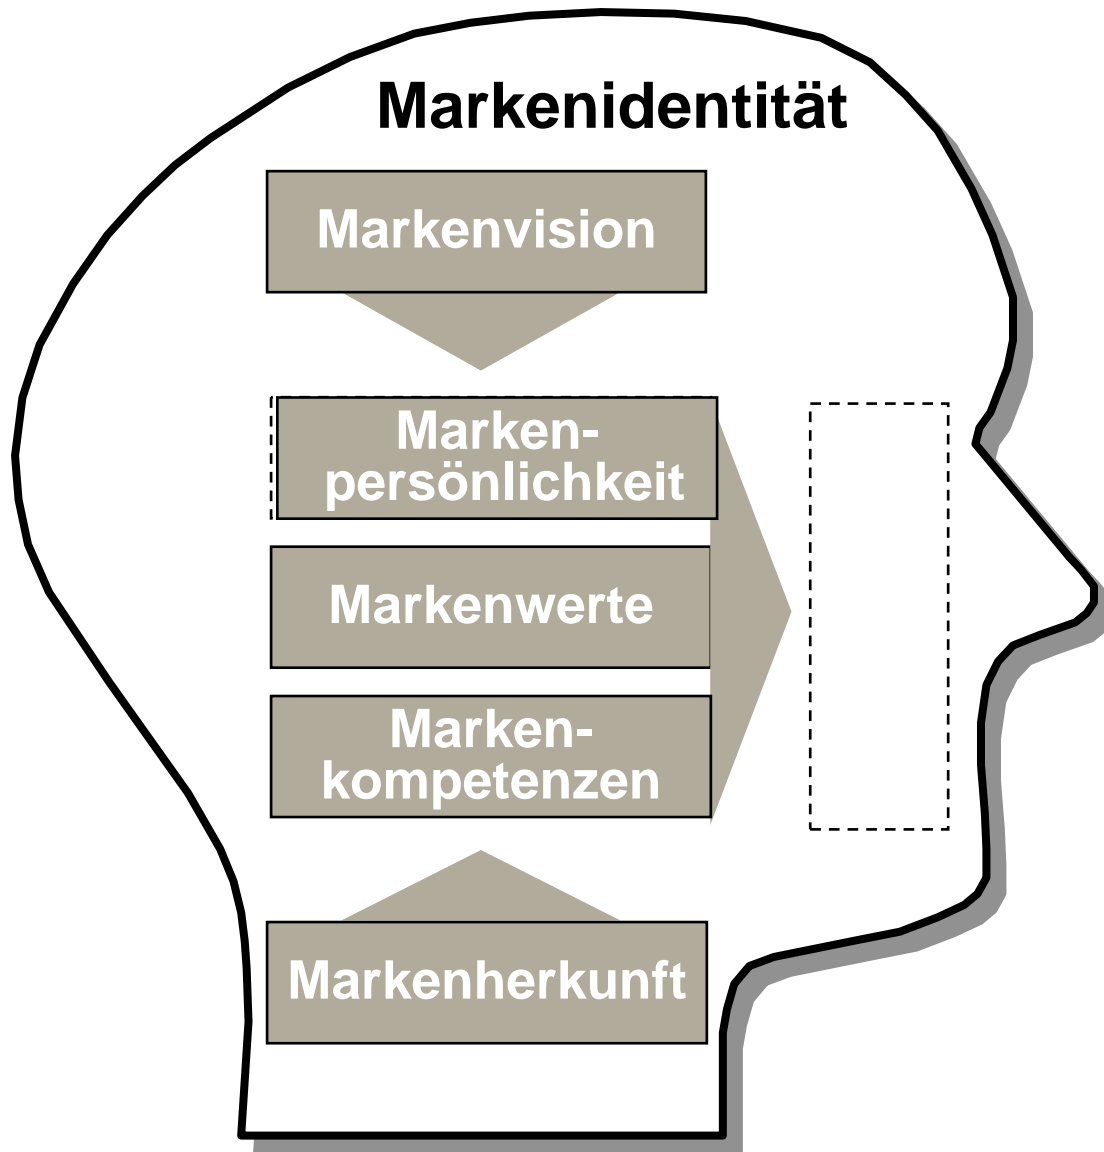 Markenidentität
Markenvision
Marken-
persönlichkeit
Markenwerte
Marken-
kompetenzen
Markenherkunft